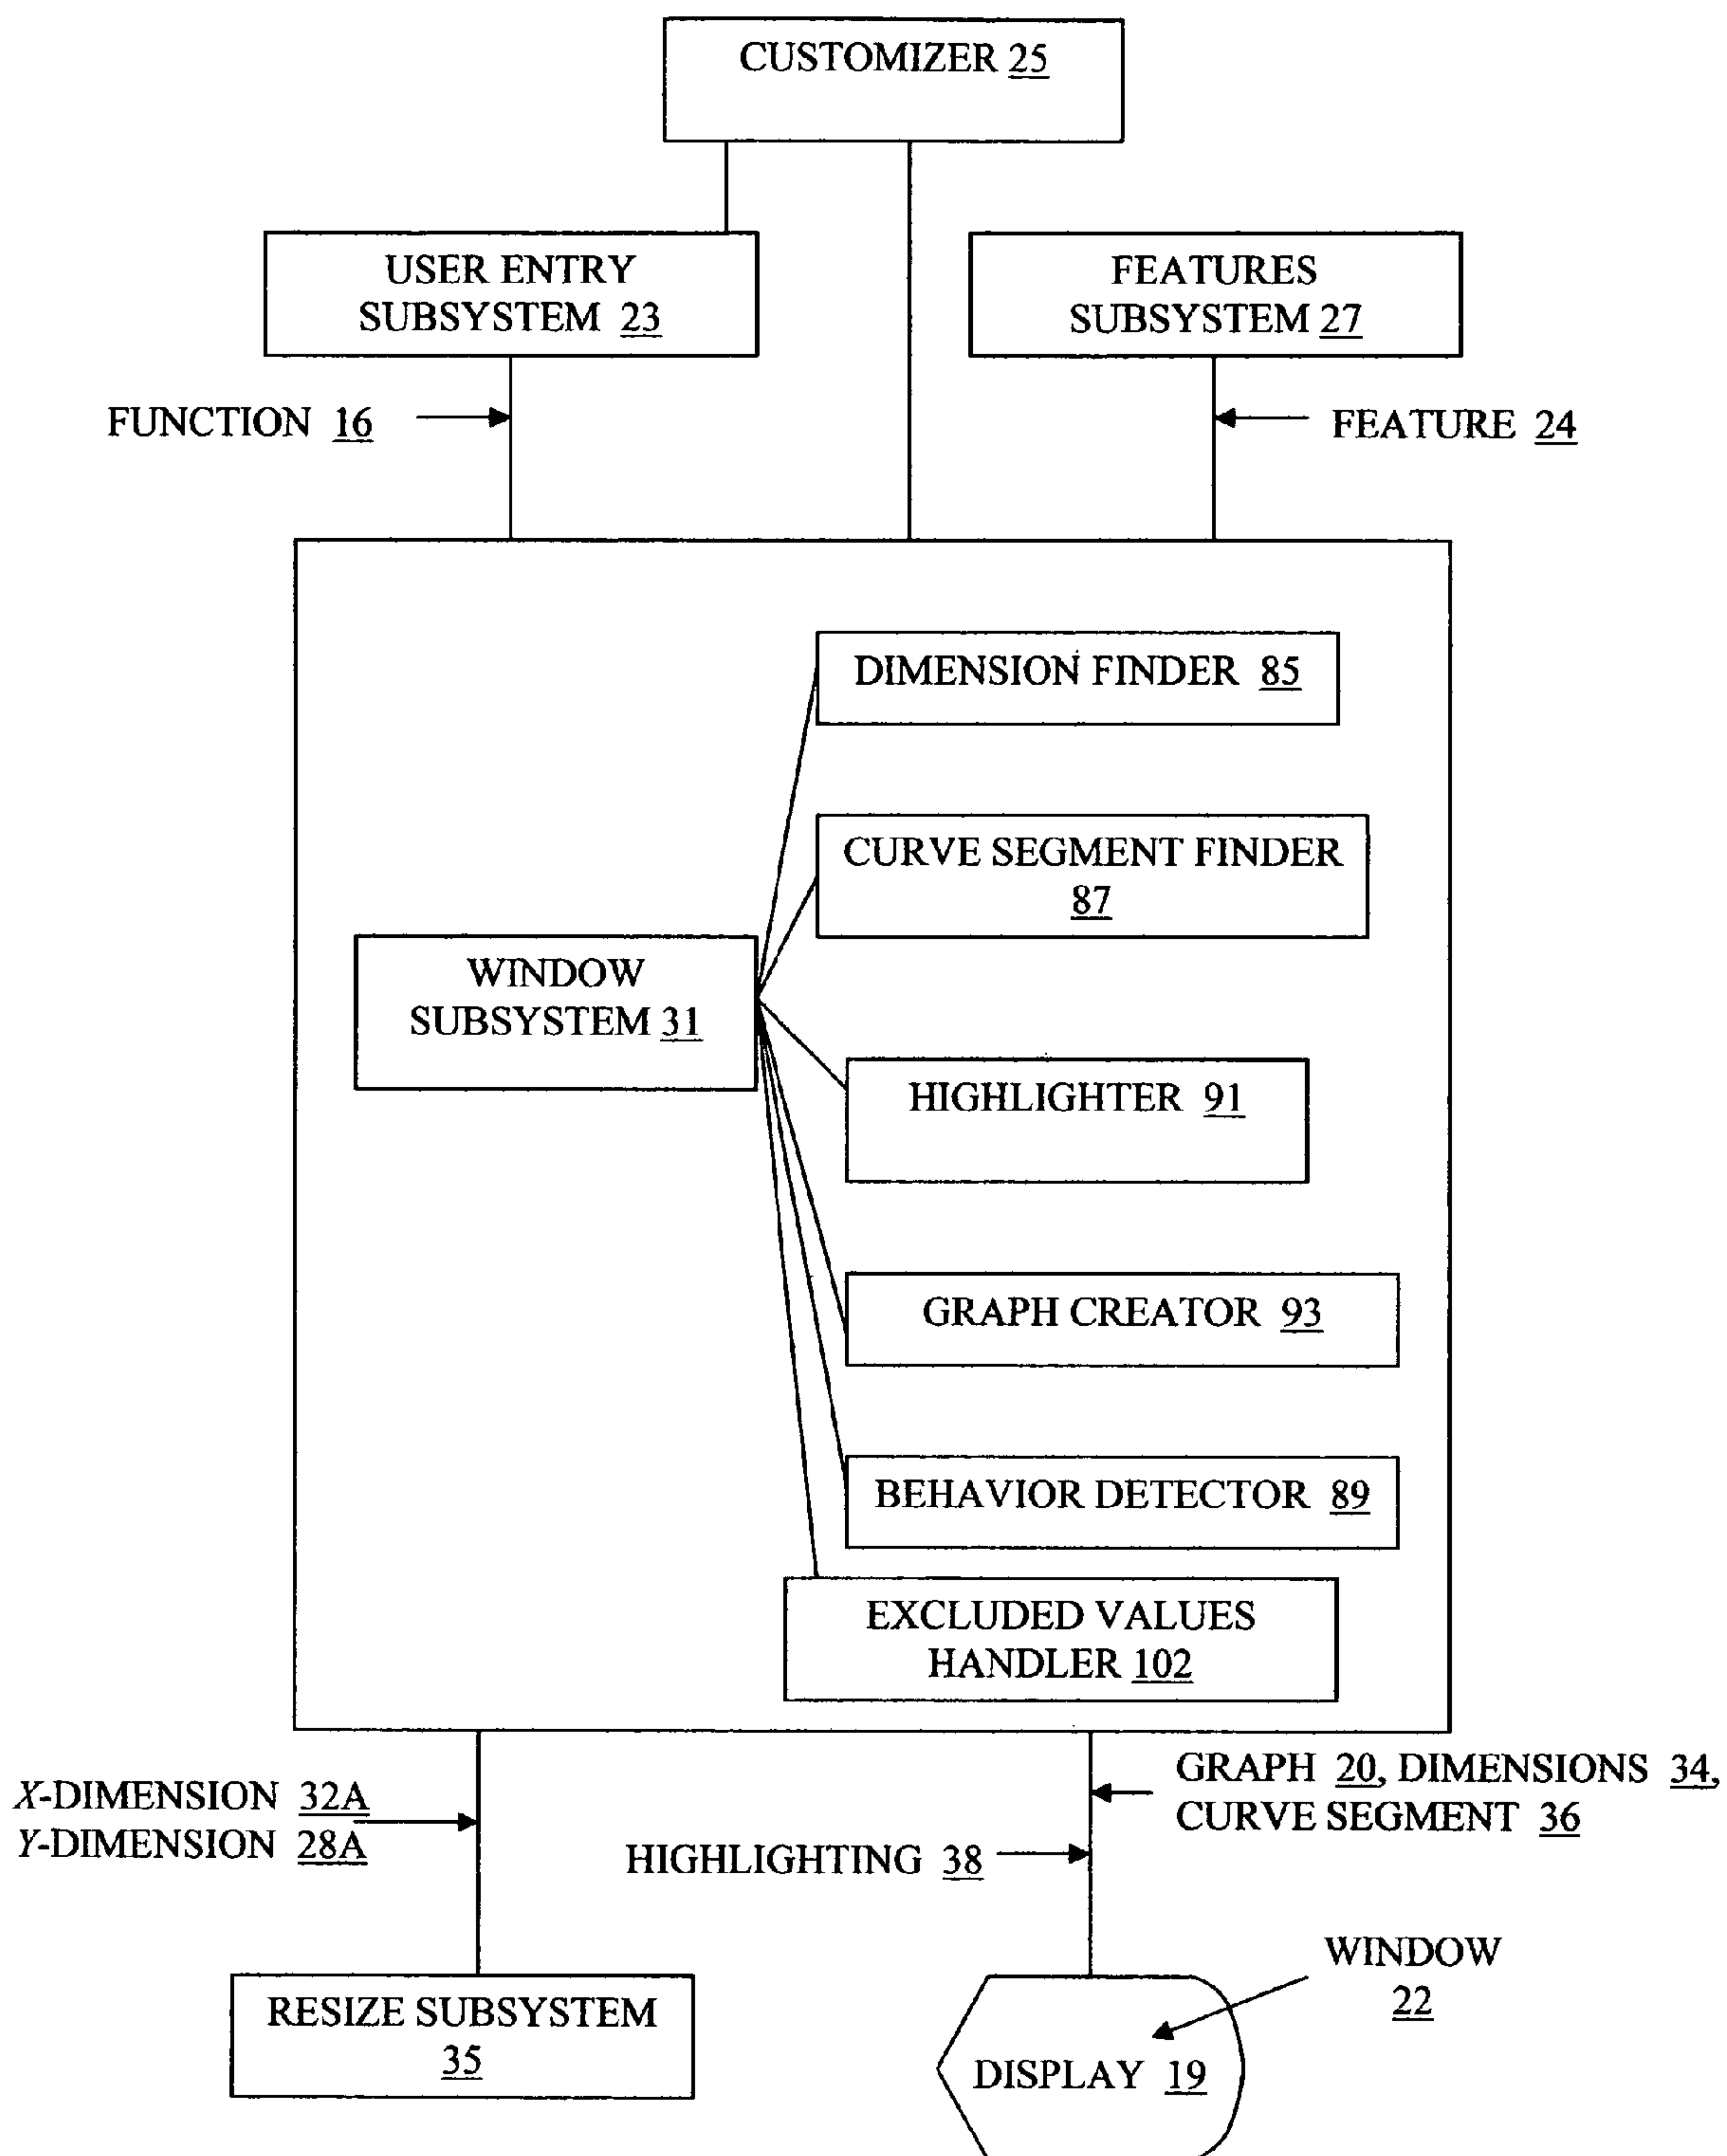 CUSTOMIZER 25
USER ENTRY
SUBSYSTEM 23
FEATURES
SUBSYSTEM 27
FUNCTION 16
FEATURE 24
DIMENSION FINDER 85
CURVE SEGMENT FINDER
87
WINDOW
SUBSYSTEM 31
HIGHLIGHTER 91
GRAPH CREATOR 93
BEHAVIOR DETECTOR 89
EXCLUDED VALUES
HANDLER 102
X-DIMENSION 32A
Y-DIMENSION 28A
GRAPH 20, DIMENSIONS 34,
CURVE SEGMENT 36
HIGHLIGHTING 38
WINDOW
22
RESIZE SUBSYSTEM
35
DISPLAY 19